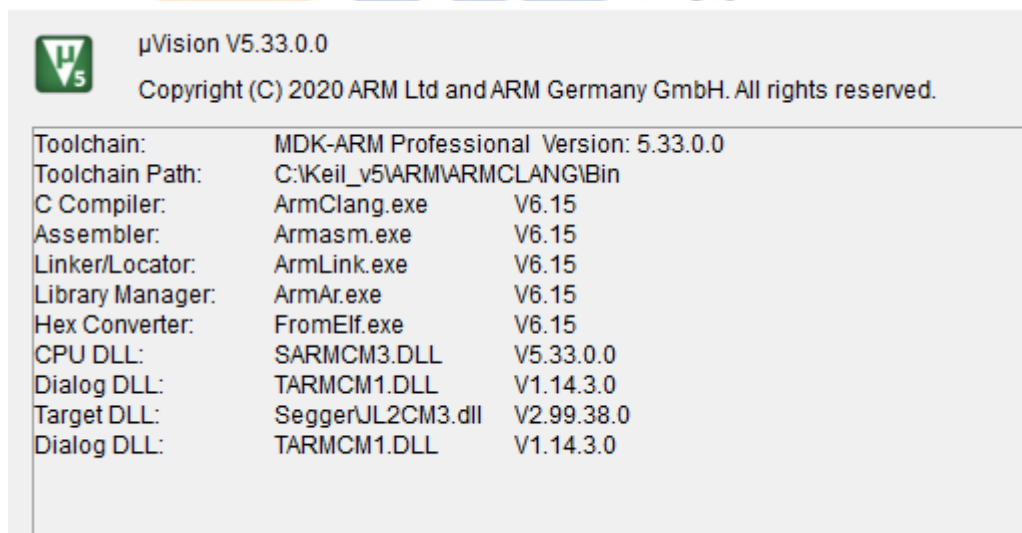 µ5
µVision V5.33.0.0
Copyright (C) 2020 ARM Ltd and ARM Germany GmbH. All rights reserved.
Toolchain: MDK-ARM Professional Version: 5.33.0.0
Toolchain Path: C:\Keil_v5\ARM\ARMCLANG\Bin
C Compiler: ArmClang.exe V6.15
Assembler: Armasm.exe V6.15
Linker/Locator: ArmLink.exe V6.15
Library Manager: ArmAr.exe V6.15
Hex Converter: FromElf.exe V6.15
CPU DLL: SARMCM3.DLL V5.33.0.0
Dialog DLL: TARMCM1.DLL V1.14.3.0
Target DLL: Segger\JL2CM3.dll V2.99.38.0
Dialog DLL: TARMCM1.DLL V1.14.3.0